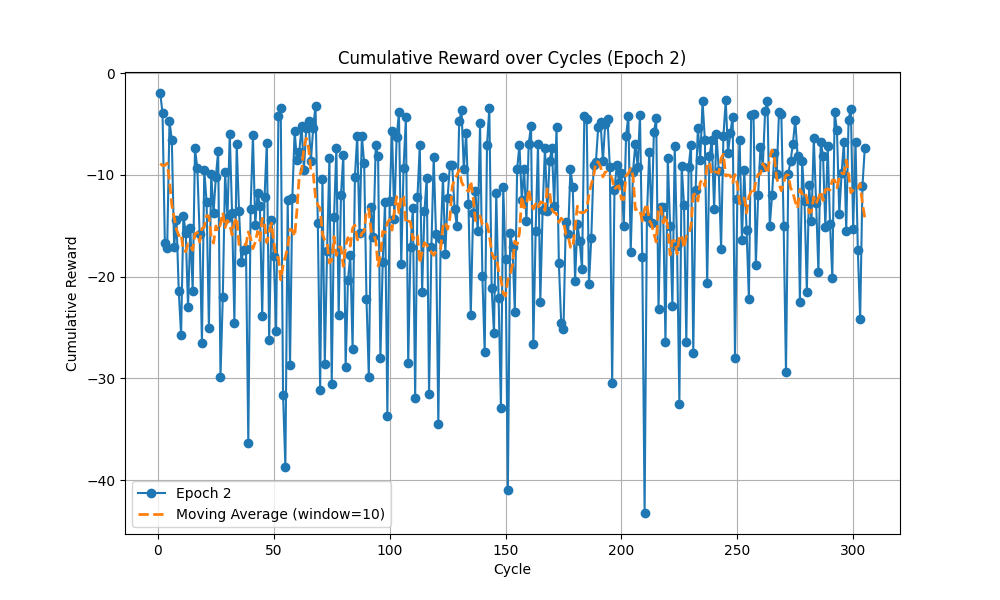 Cumulative Reward over Cycles (Epoch 2)
Cumulative Reward
0
−10
−20
−30
−40
Epoch 2
Moving Average (window=10)
0 50 100 150 200 250 300
Cycle